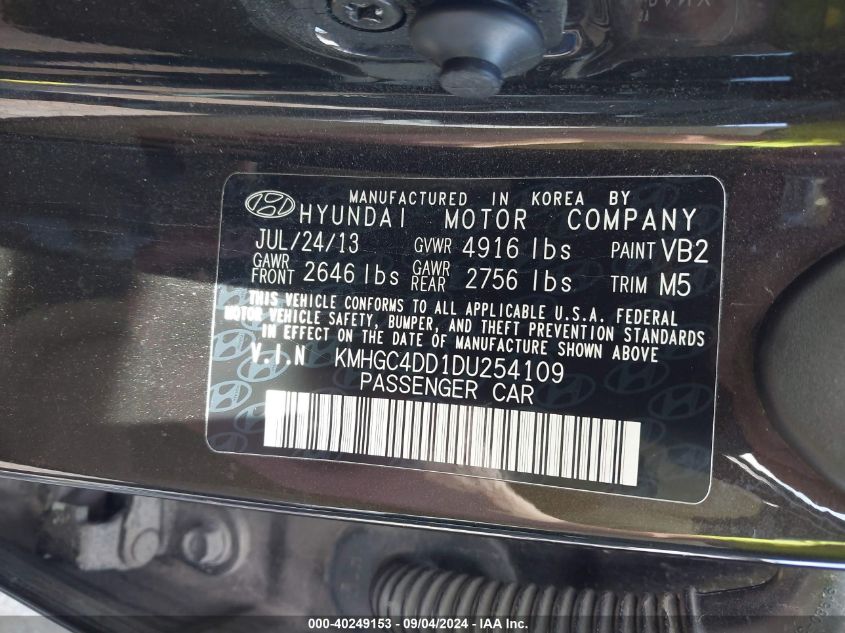 MANUFACTURED IN KOREA BY
HYUNDAI MOTOR COMPANY
JUL/24/13 GVWR 4916 lbs PAINT VB2
GAWR FRONT 2646 lbs GAWR REAR 2756 lbs TRIM M5
THIS VEHICLE CONFORMS TO ALL APPLICABLE U.S.A. FEDERAL
MOTOR VEHICLE SAFETY, BUMPER, AND THEFT PREVENTION STANDARDS
IN EFFECT ON THE DATE OF MANUFACTURE SHOWN ABOVE.
V.I.N KMHGC4DD1DU254109
PASSENGER CAR
000-40249153 - 09/04/2024 - IAA Inc.